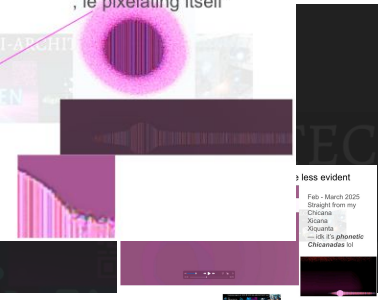 , ie pixelating itself
I-ARCHIT
EN
TEC
e less evident
Feb - March 2025
Straight from my
Chicana
Xicana
Xiquanta
— idk it's phonetic
Chicanadas lol